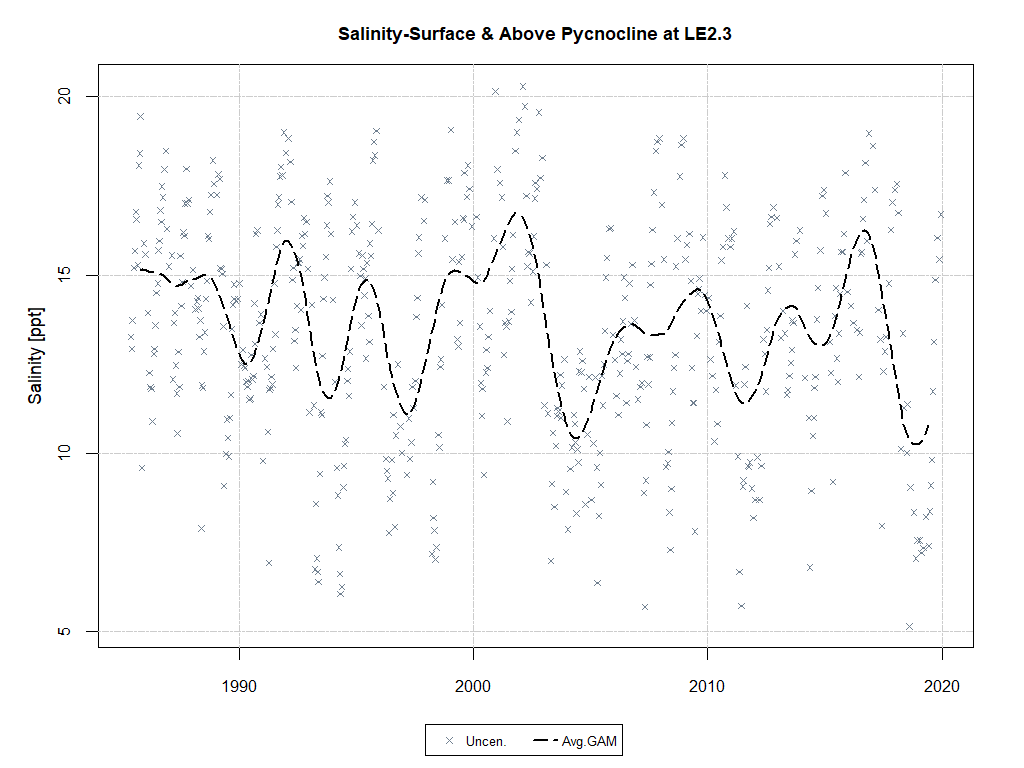 Salinity-Surface & Above Pycnocline at LE2.3
Salinity [ppt]
20
15
10
5
1990 2000 2010 2020
Uncen. Avg.GAM